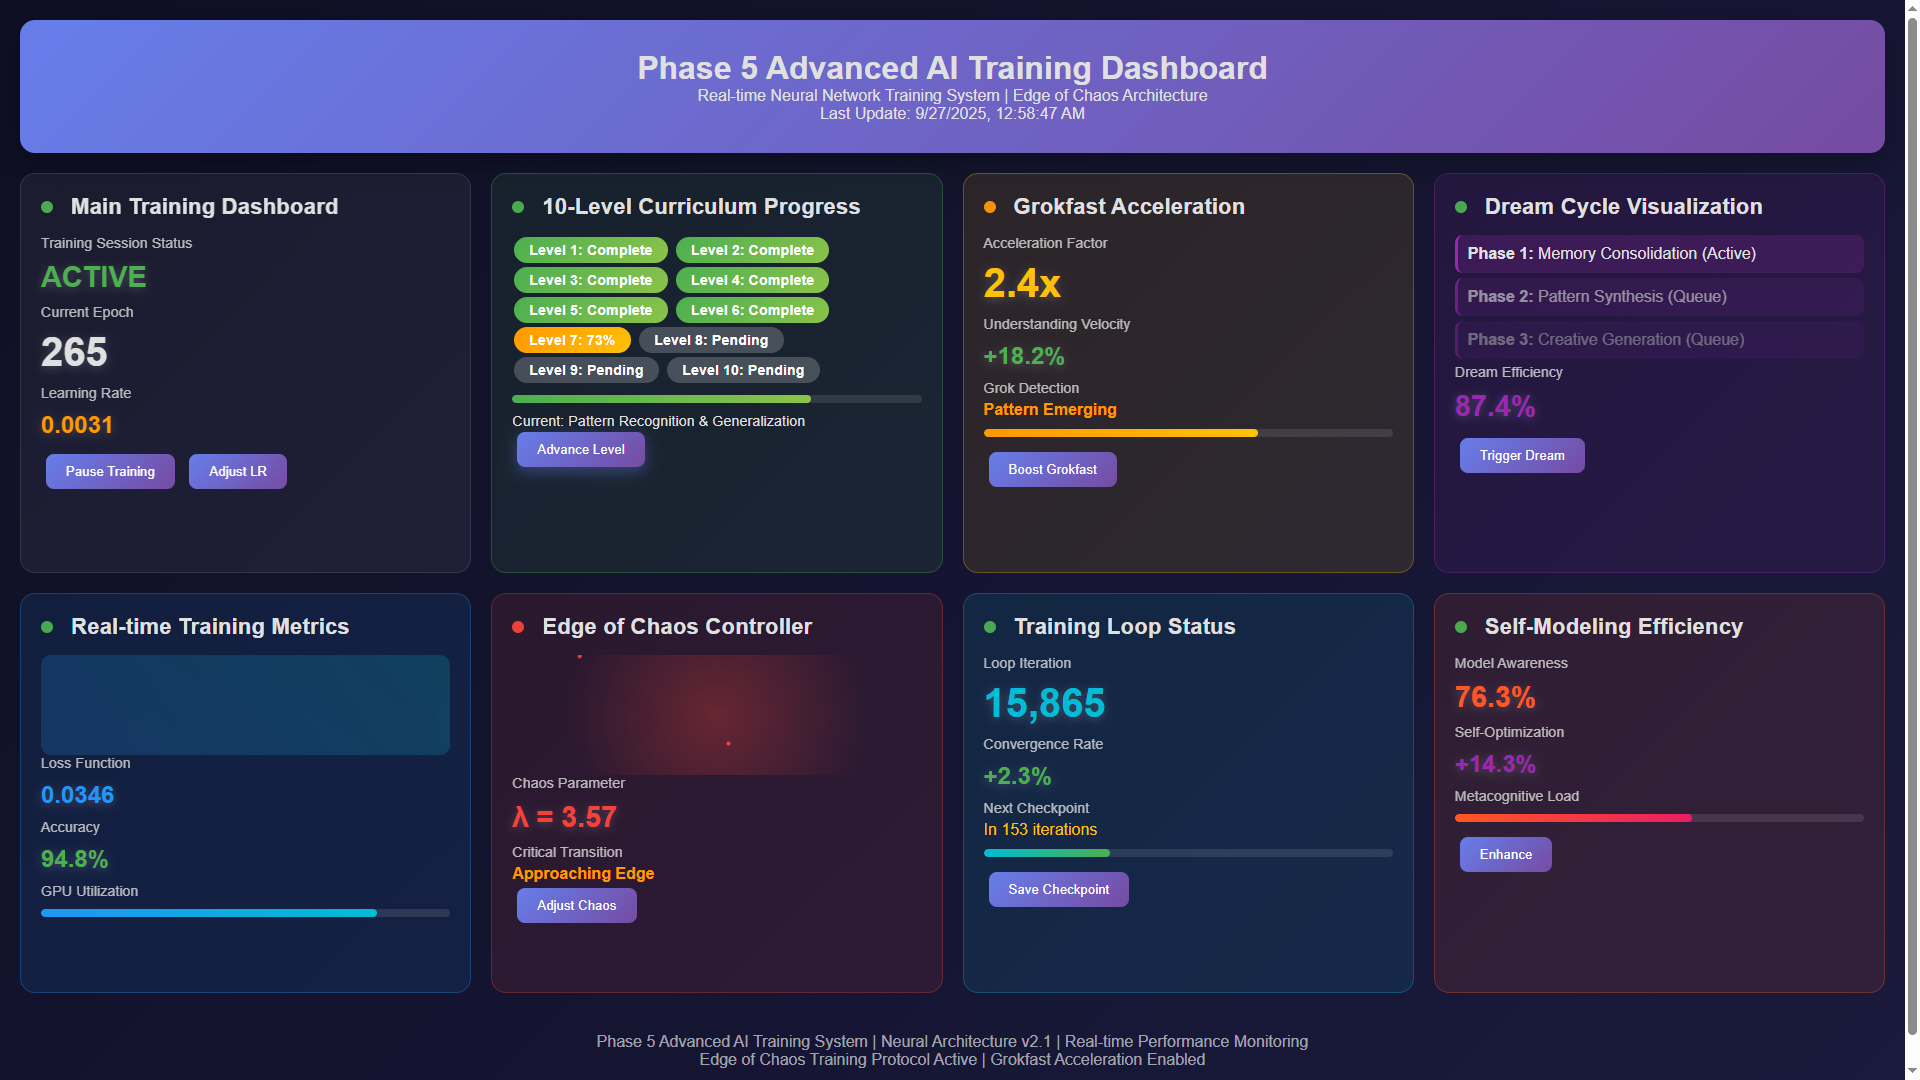 Phase 5 Advanced AI Training Dashboard
Real-time Neural Network Training System | Edge of Chaos Architecture
Last Update: 9/27/2025, 12:58:47 AM
Main Training Dashboard
Training Session Status
ACTIVE
Current Epoch
265
Learning Rate
0.0031
Pause Training
Adjust LR
10-Level Curriculum Progress
Level 1: Complete
Level 2: Complete
Level 3: Complete
Level 4: Complete
Level 5: Complete
Level 6: Complete
Level 7: 73%
Level 8: Pending
Level 9: Pending
Level 10: Pending
Current: Pattern Recognition & Generalization
Advance Level
Grokfast Acceleration
Acceleration Factor
2.4x
Understanding Velocity
+18.2%
Grok Detection
Pattern Emerging
Boost Grokfast
Dream Cycle Visualization
Phase 1: Memory Consolidation (Active)
Phase 2: Pattern Synthesis (Queue)
Phase 3: Creative Generation (Queue)
Dream Efficiency
87.4%
Trigger Dream
Real-time Training Metrics
Loss Function
0.0346
Accuracy
94.8%
GPU Utilization
Edge of Chaos Controller
Chaos Parameter
λ = 3.57
Critical Transition
Approaching Edge
Adjust Chaos
Training Loop Status
Loop Iteration
15,865
Convergence Rate
+2.3%
Next Checkpoint
In 153 iterations
Save Checkpoint
Self-Modeling Efficiency
Model Awareness
76.3%
Self-Optimization
+14.3%
Metacognitive Load
Enhance
Phase 5 Advanced AI Training System | Neural Architecture v2.1 | Real-time Performance Monitoring
Edge of Chaos Training Protocol Active | Grokfast Acceleration Enabled